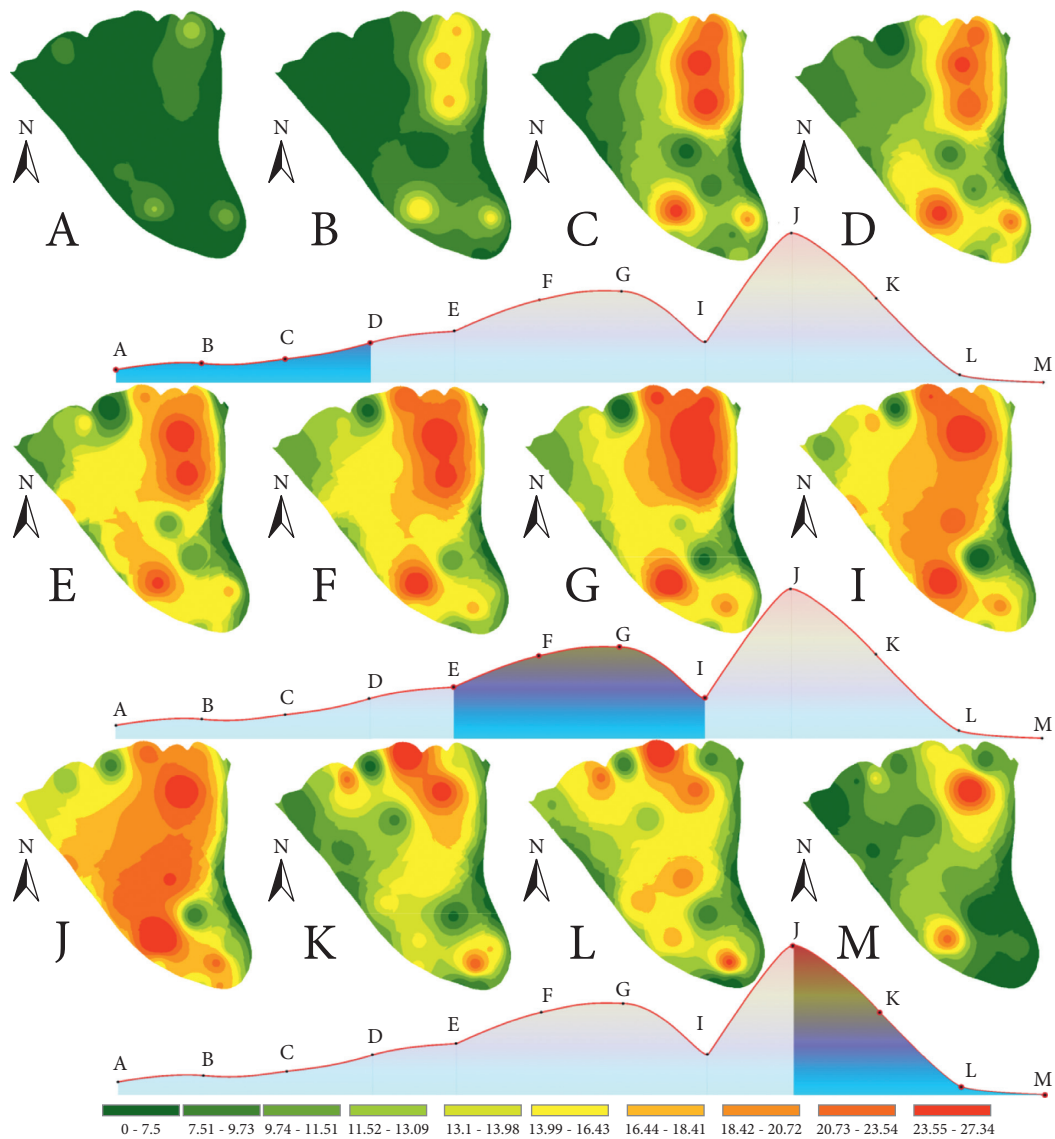 N N N N
A B C D
A B C D E F G I J K L M
N N N N
E F G I
A B C D E F G I J K L M
N N N N
J K L M
A B C D E F G I J K L M
0 - 7.5 7.51 - 9.73 9.74 - 11.51 11.52 - 13.09 13.1 - 13.98 13.99 - 16.43 16.44 - 18.41 18.42 - 20.72 20.73 - 23.54 23.55 - 27.34